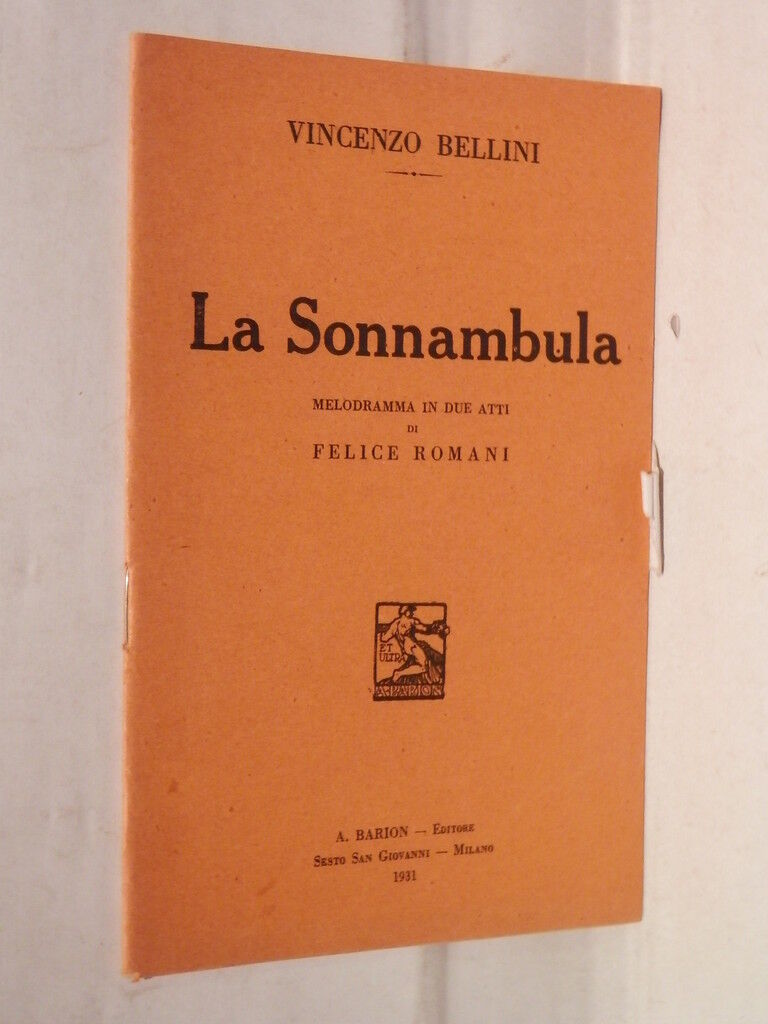 VINCENZO BELLINI
La Sonnambula
MELODRAMMA IN DUE ATTI
DI
FELICE ROMANI
ET
ULTRA
A·BARION
A. BARION — EDITORE
SESTO SAN GIOVANNI — MILANO
1931